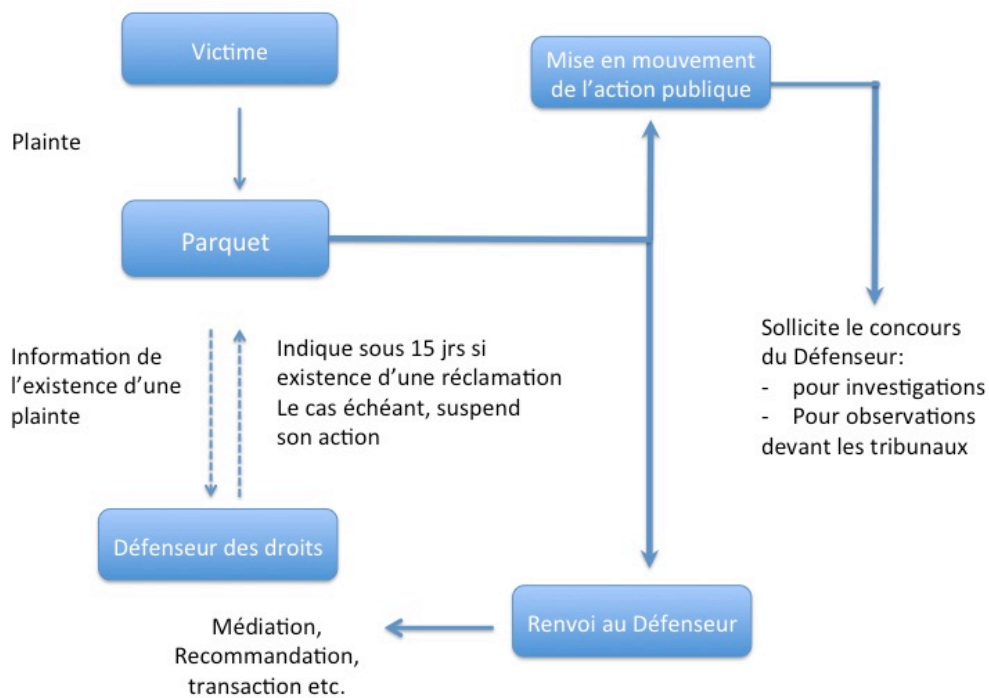 Victime
Mise en mouvement
de l'action publique
Plainte
Parquet
Information de
l'existence d'une
plainte
Indique sous 15 jrs si
existence d'une réclamation
Le cas échéant, suspend
son action
Sollicite le concours
du Défenseur:
- pour investigations
- Pour observations
devant les tribunaux
Défenseur des droits
Renvoi au Défenseur
Médiation,
Recommandation,
transaction etc.